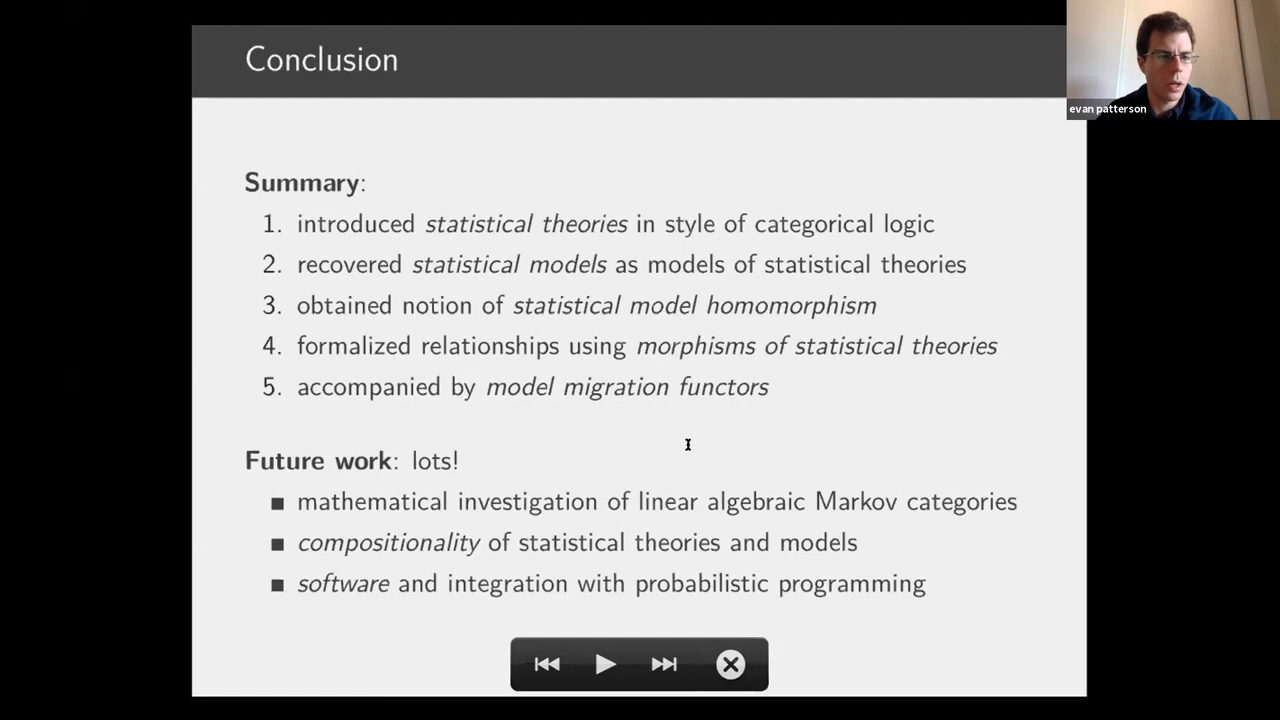 Conclusion
evan patterson
Summary:
1. introduced statistical theories in style of categorical logic
2. recovered statistical models as models of statistical theories
3. obtained notion of statistical model homomorphism
4. formalized relationships using morphisms of statistical theories
5. accompanied by model migration functors
Future work: lots!
■ mathematical investigation of linear algebraic Markov categories
■ compositionality of statistical theories and models
■ software and integration with probabilistic programming